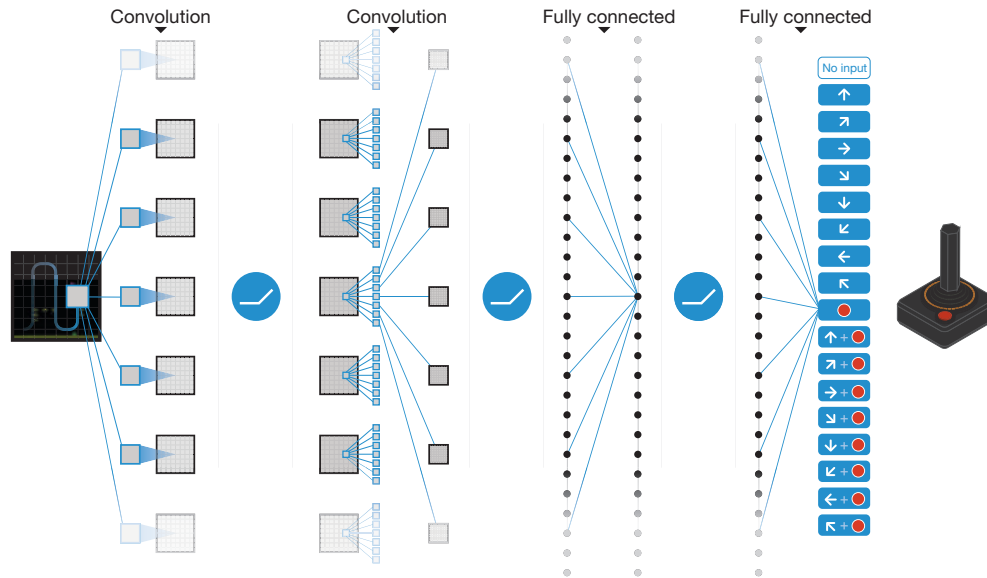 Convolution
Convolution
Fully connected
Fully connected
No input
+
+
+
+
+
+
+
+